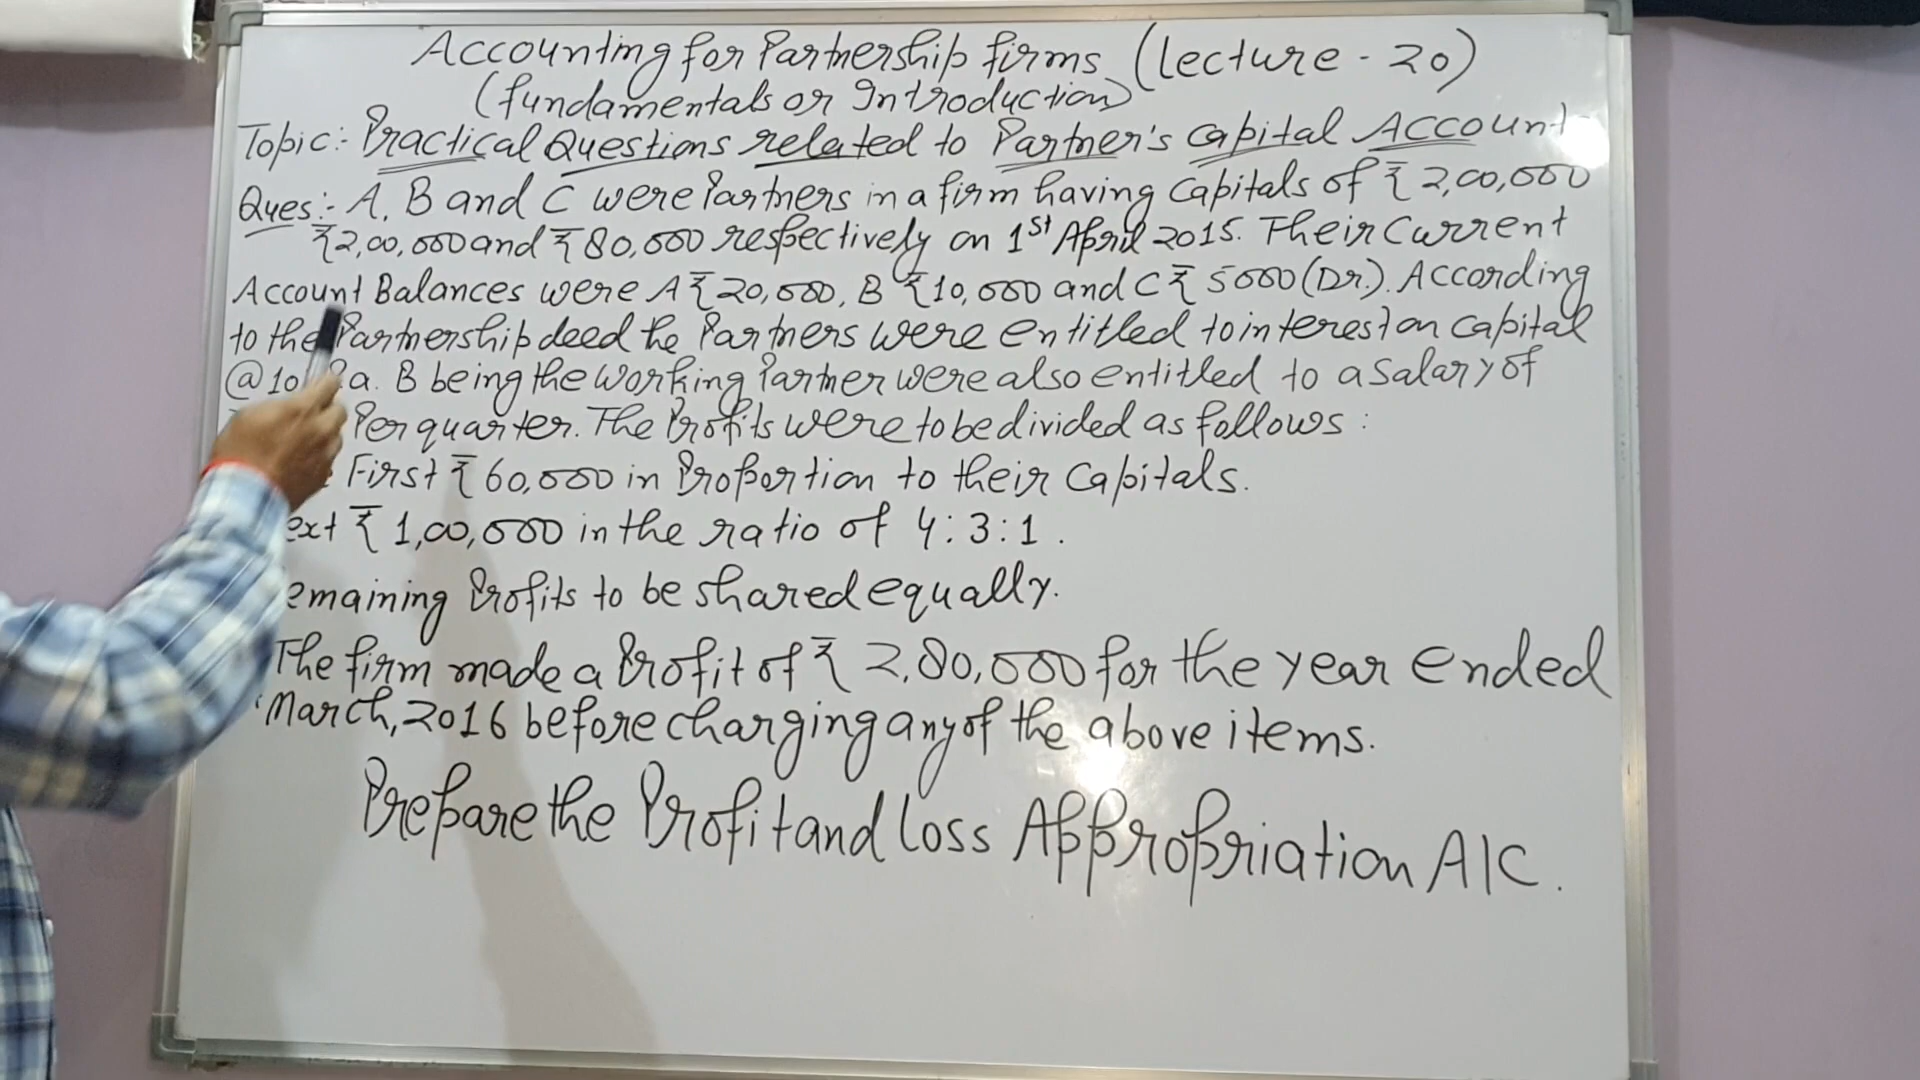 Accounting for Partnership firms (lecture - 20)
(fundamentals or Introduction)
Topic:- Practical Questions related to Partner's capital Account
Ques:- A, B and C were Partners in a firm having capitals of ₹ 2,00,000
₹2,00,000 and ₹80,000 respectively on 1st April 2015. Their Current
Account Balances were A ₹20,000, B ₹10,000 and C ₹ 5000 (Dr.). According
to the Partnership deed the Partners were entitled to interest on capital
@ 10 a. B being the working Partner were also entitled to a salary of
Per quarter. The Profits were to be divided as follows :
First ₹ 60,000 in Proportion to their Capitals.
ext ₹ 1,00,000 in the ratio of 4:3:1.
emaining Profits to be shared equally.
The firm made a Profit of ₹ 2,80,000 for the year ended
March, 2016 before charging any of the above items.
Prepare the Profit and Loss Appropriation A/C.